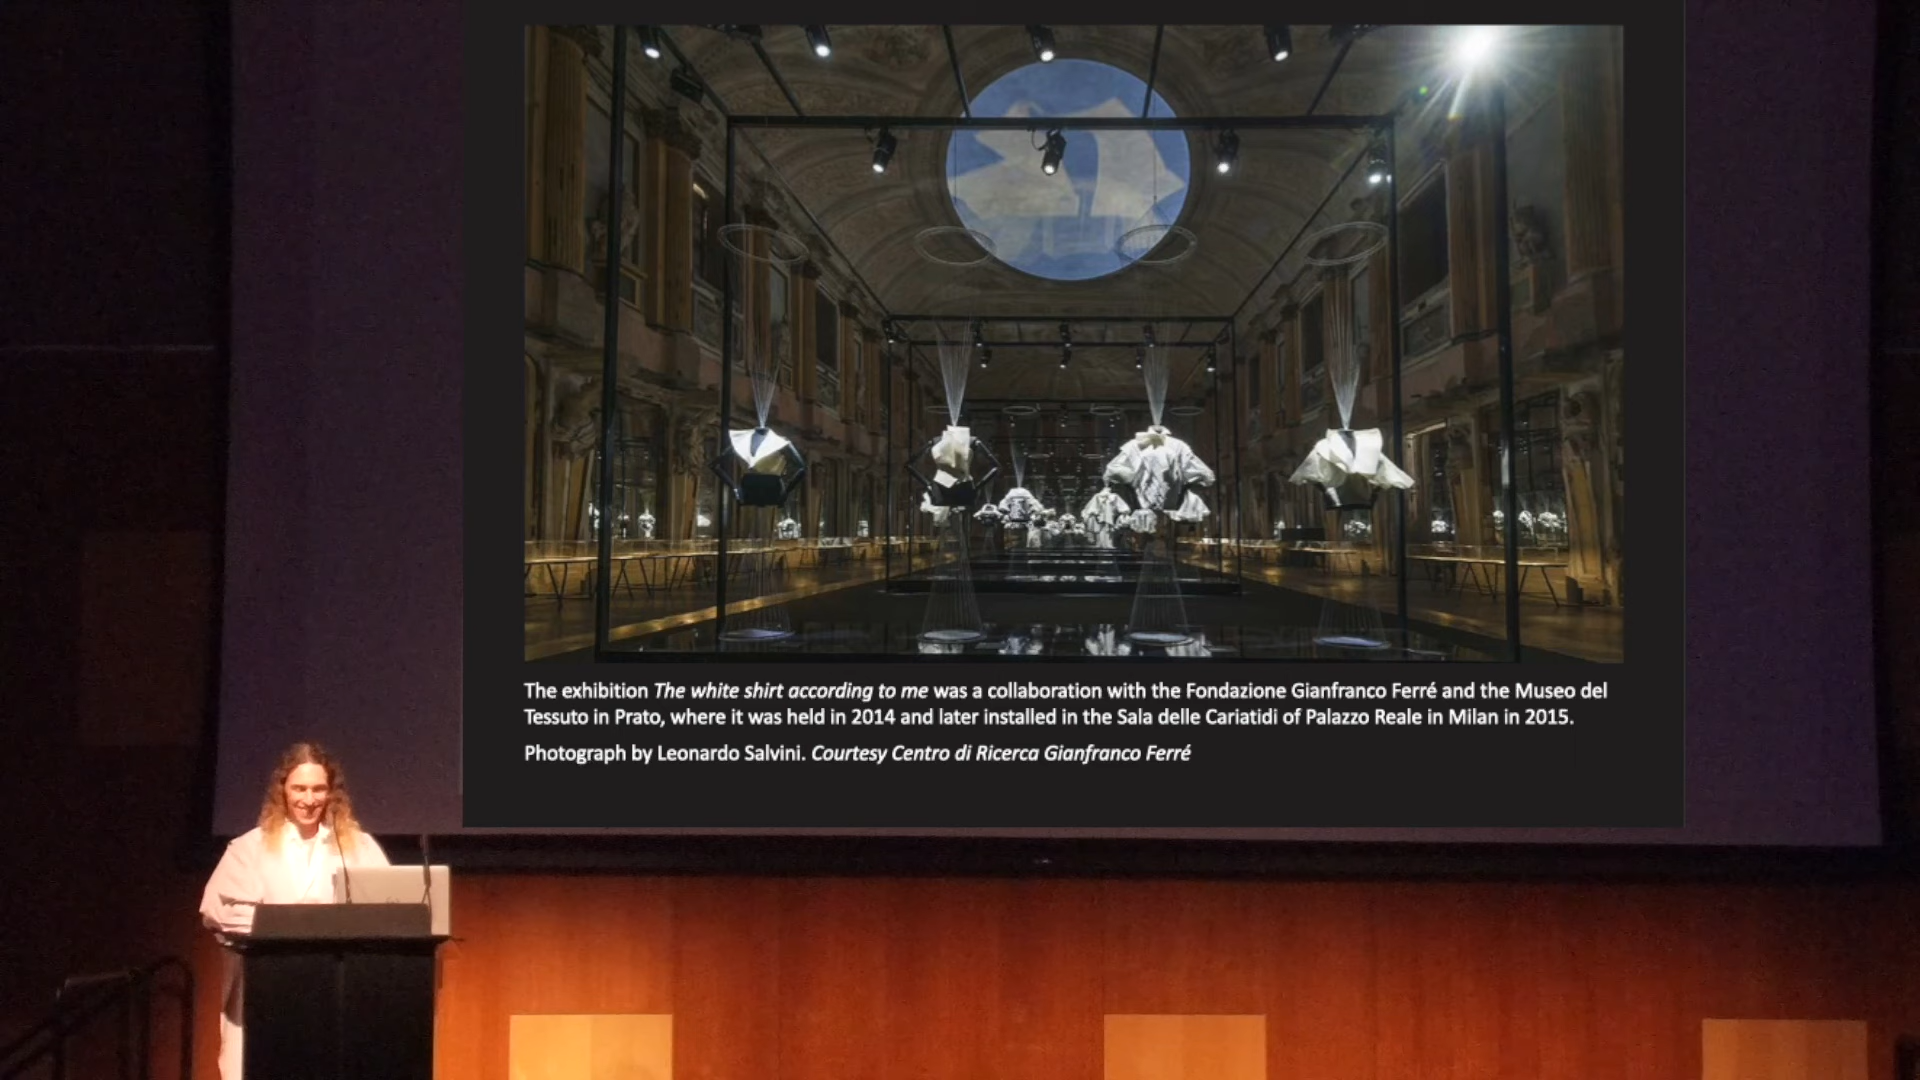 The exhibition The white shirt according to me was a collaboration with the Fondazione Gianfranco Ferré and the Museo del
Tessuto in Prato, where it was held in 2014 and later installed in the Sala delle Cariatidi of Palazzo Reale in Milan in 2015.
Photograph by Leonardo Salvini. Courtesy Centro di Ricerca Gianfranco Ferré